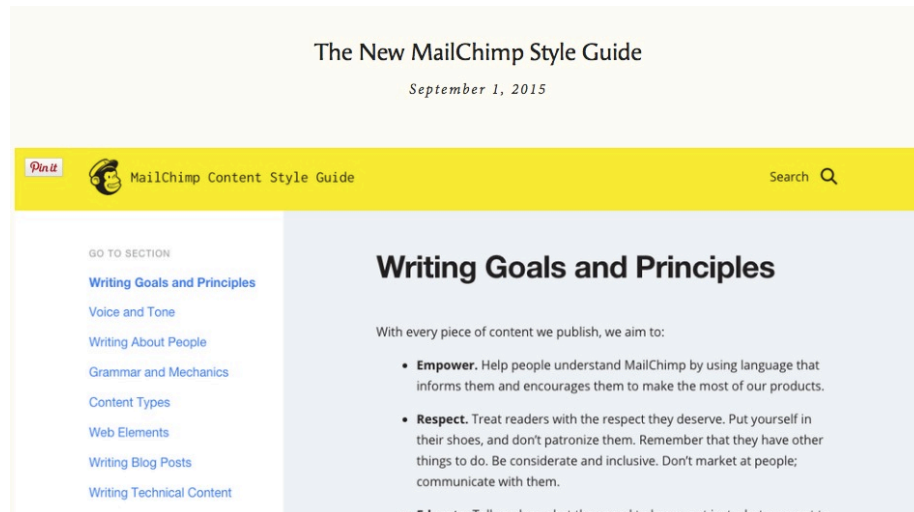 The New MailChimp Style Guide
September 1, 2015
Pin it
MailChimp Content Style Guide
Search
GO TO SECTION
Writing Goals and Principles
Voice and Tone
Writing About People
Grammar and Mechanics
Content Types
Web Elements
Writing Blog Posts
Writing Technical Content
Writing Goals and Principles
With every piece of content we publish, we aim to:
• Empower. Help people understand MailChimp by using language that
informs them and encourages them to make the most of our products.
• Respect. Treat readers with the respect they deserve. Put yourself in
their shoes, and don’t patronize them. Remember that they have other
things to do. Be considerate and inclusive. Don’t market at people;
communicate with them.